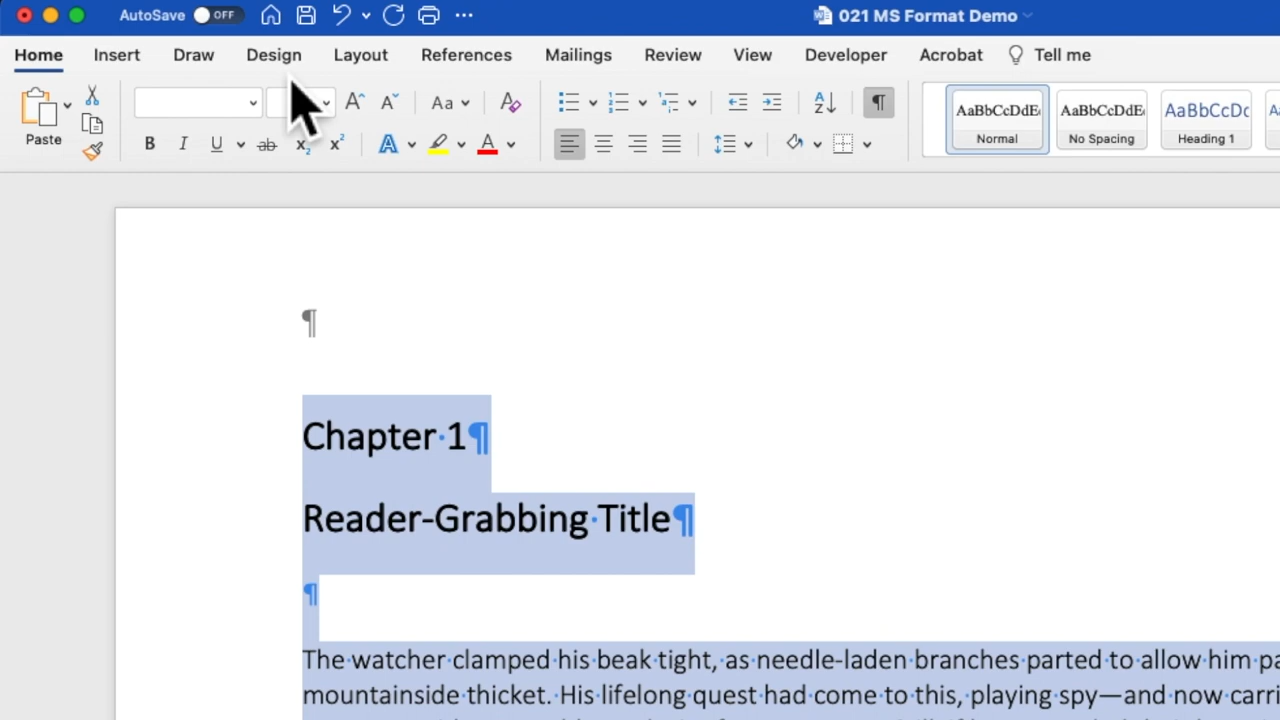 AutoSave OFF
021 MS Format Demo
Home Insert Draw Design Layout References Mailings Review View Developer Acrobat Tell me
Paste
AaBbCcDdE AaBbCcDdE AaBbCcDc
Normal No Spacing Heading 1
Chapter 1¶
Reader-Grabbing Title¶
The watcher clamped his beak tight, as needle-laden branches parted to allow him
mountainside thicket. His lifelong quest had come to this, playing spy—and now